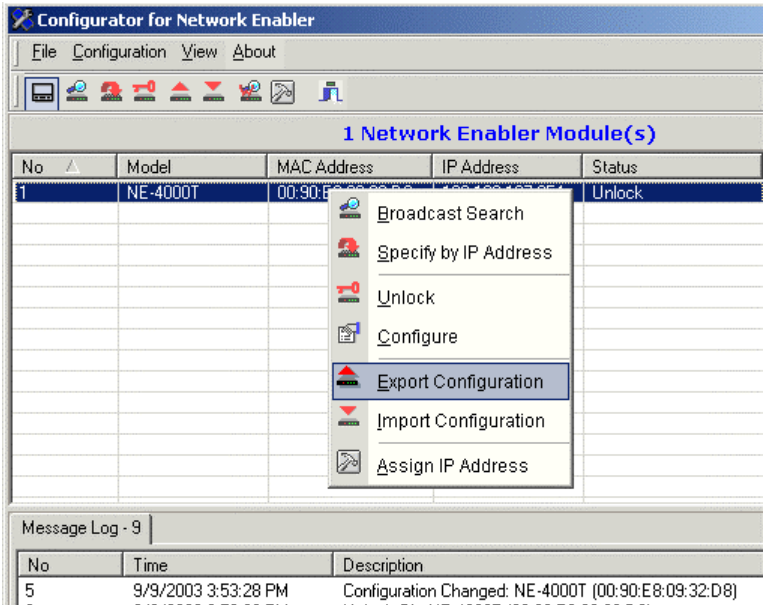 Configurator for Network Enabler
File Configuration View About
1 Network Enabler Module(s)
No Model MAC Address IP Address Status
1 NE-4000T Unlock
Broadcast Search
Specify by IP Address
Unlock
Configure
Export Configuration
Import Configuration
Assign IP Address
Message Log - 9
No Time Description
5 9/9/2003 3:53:28 PM Configuration Changed: NE-4000T (00:90:E8:09:32:D8)